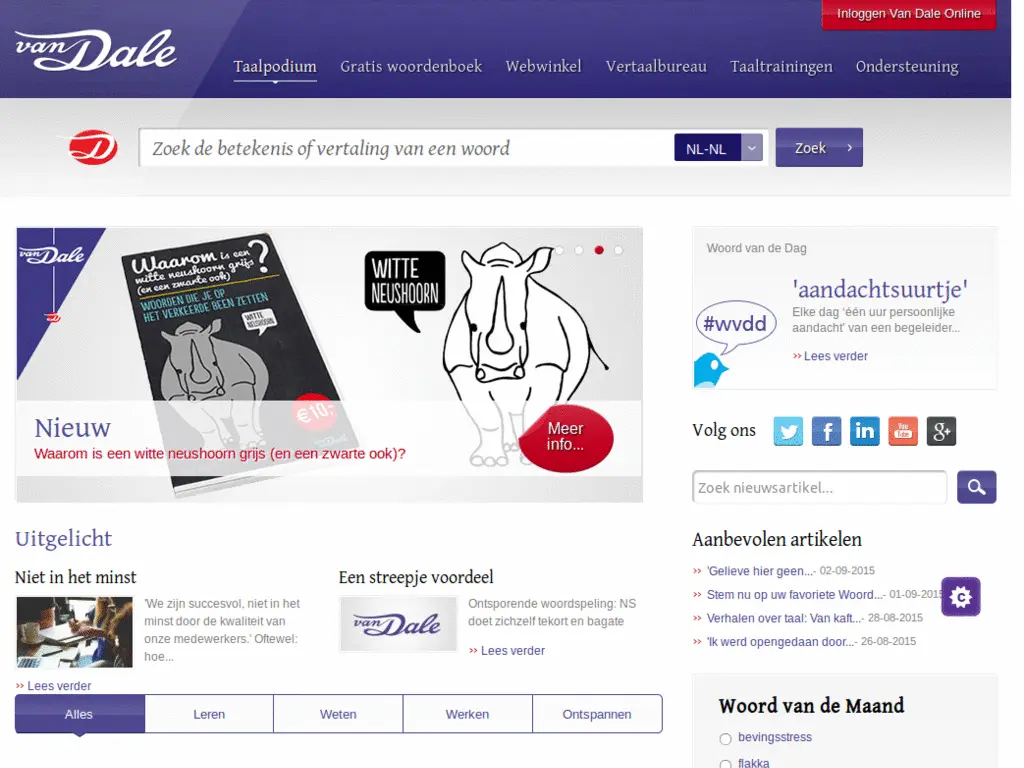 Inloggen Van Dale Online
van Dale
Taalpodium
Gratis woordenboek
Webwinkel
Vertaalbureau
Taaltrainingen
Ondersteuning
Zoek de betekenis of vertaling van een woord
NL-NL
Zoek
van Dale
Waarom is een
witte neushoorn grijs
(en een zwarte ook)
?
WOORDEN DIE JE OP
HET VERKEERDE BEEN ZETTEN
WITTE
NEUSHOORN
WITTE
NEUSHOORN
€10,-
Nieuw
Waarom is een witte neushoorn grijs (en een zwarte ook)?
Meer
info...
Woord van de Dag
#wvdd
'aandachtsuurtje'
Elke dag ‘één uur persoonlijke
aandacht’ van een begeleider...
Lees verder
Volg ons
You
Tube
g+
Zoek nieuwsartikel...
Aanbevolen artikelen
'Gelieve hier geen...- 02-09-2015
Stem nu op uw favoriete Woord...- 01-09-2015
Verhalen over taal: Van kaft...- 28-08-2015
'Ik werd opengedaan door...- 26-08-2015
Uitgelicht
Niet in het minst
'We zijn succesvol, niet in het
minst door de kwaliteit van
onze medewerkers.' Oftewel:
hoe...
Lees verder
Een streepje voordeel
van Dale
Ontsporende woordspeling: NS
doet zichzelf tekort en bagate
Lees verder
Alles
Leren
Weten
Werken
Ontspannen
Woord van de Maand
bevingsstress
flakka